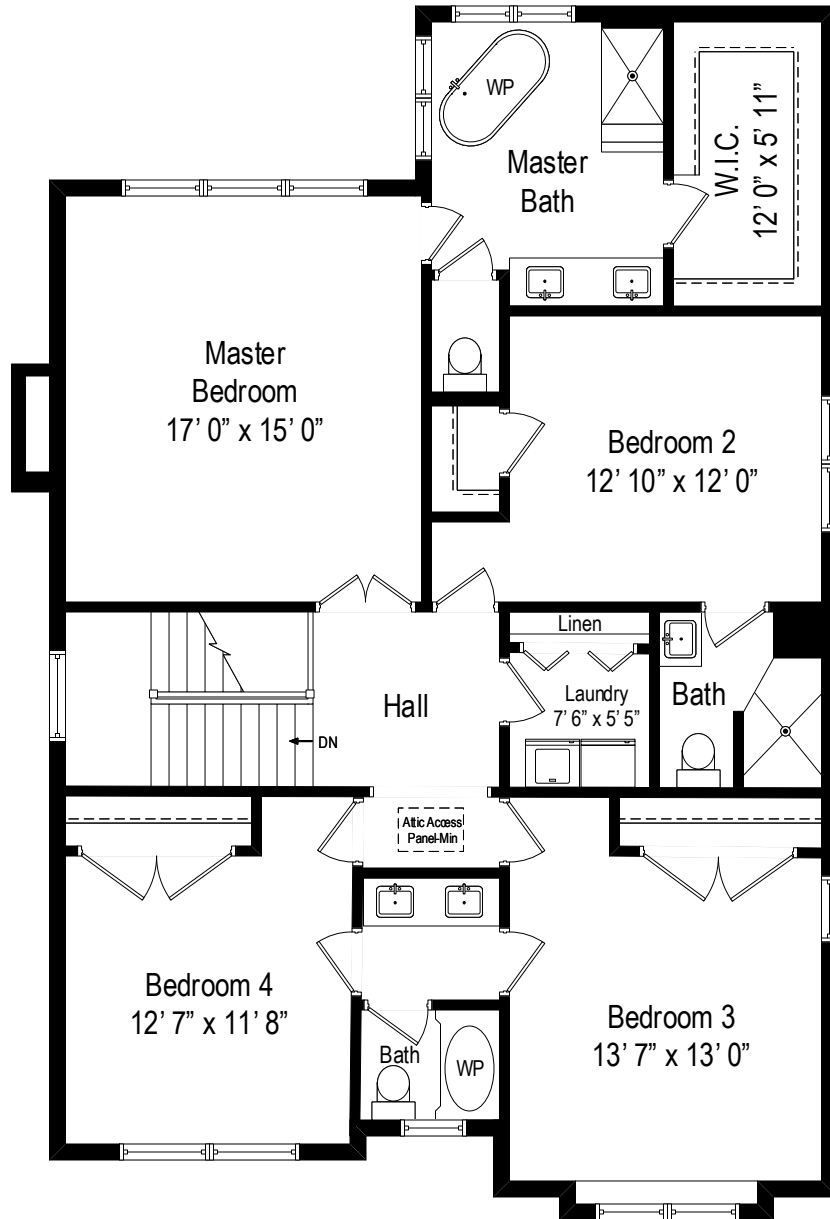 WP
Master
Bath
W.I.C.
12' 0” x 5' 11”
Master
Bedroom
17' 0” x 15' 0”
Bedroom 2
12' 10” x 12' 0”
Linen
Laundry
7' 6” x 5' 5”
Bath
Hall
DN
Attic Access
Panel-Min
Bedroom 4
12' 7” x 11' 8”
Bath
WP
Bedroom 3
13' 7” x 13' 0”